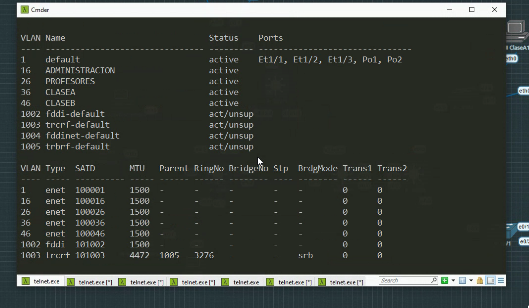 Cmder
VLAN Name Status Ports
---- -------------------------------- --------- -------------------------------
1 default active Et1/1, Et1/2, Et1/3, Po1, Po2
16 ADMINISTRACION active
26 PROFESORES active
36 CLASEA active
46 CLASEB active
1002 fddi-default act/unsup
1003 trcrf-default act/unsup
1004 fddinet-default act/unsup
1005 trbrf-default act/unsup
VLAN Type SAID MTU Parent RingNo BridgeNo Stp BrdgMode Trans1 Trans2
---- ----- ---------- ----- ------ ------ -------- ---- -------- ------ ------
1 enet 100001 1500 - - - - - 0 0
16 enet 100016 1500 - - - - - 0 0
26 enet 100026 1500 - - - - - 0 0
36 enet 100036 1500 - - - - - 0 0
46 enet 100046 1500 - - - - - 0 0
1002 fddi 101002 1500 - - - - - 0 0
1003 trcrf 101003 4472 1005 3276 - - srb 0 0
telnet.exe telnet.exe [*] telnet.exe [*] telnet.exe [*] telnet.exe telnet.exe [*] telnet.exe [*] Search
ClaseA1